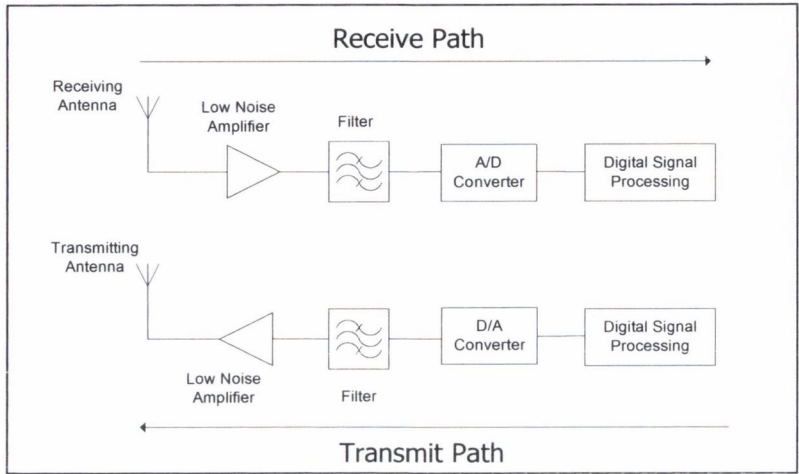 Receive Path
Receiving
Antenna
Low Noise
Amplifier
Filter
A/D
Converter
Digital Signal
Processing
Transmitting
Antenna
Low Noise
Amplifier
Filter
D/A
Converter
Digital Signal
Processing
Transmit Path